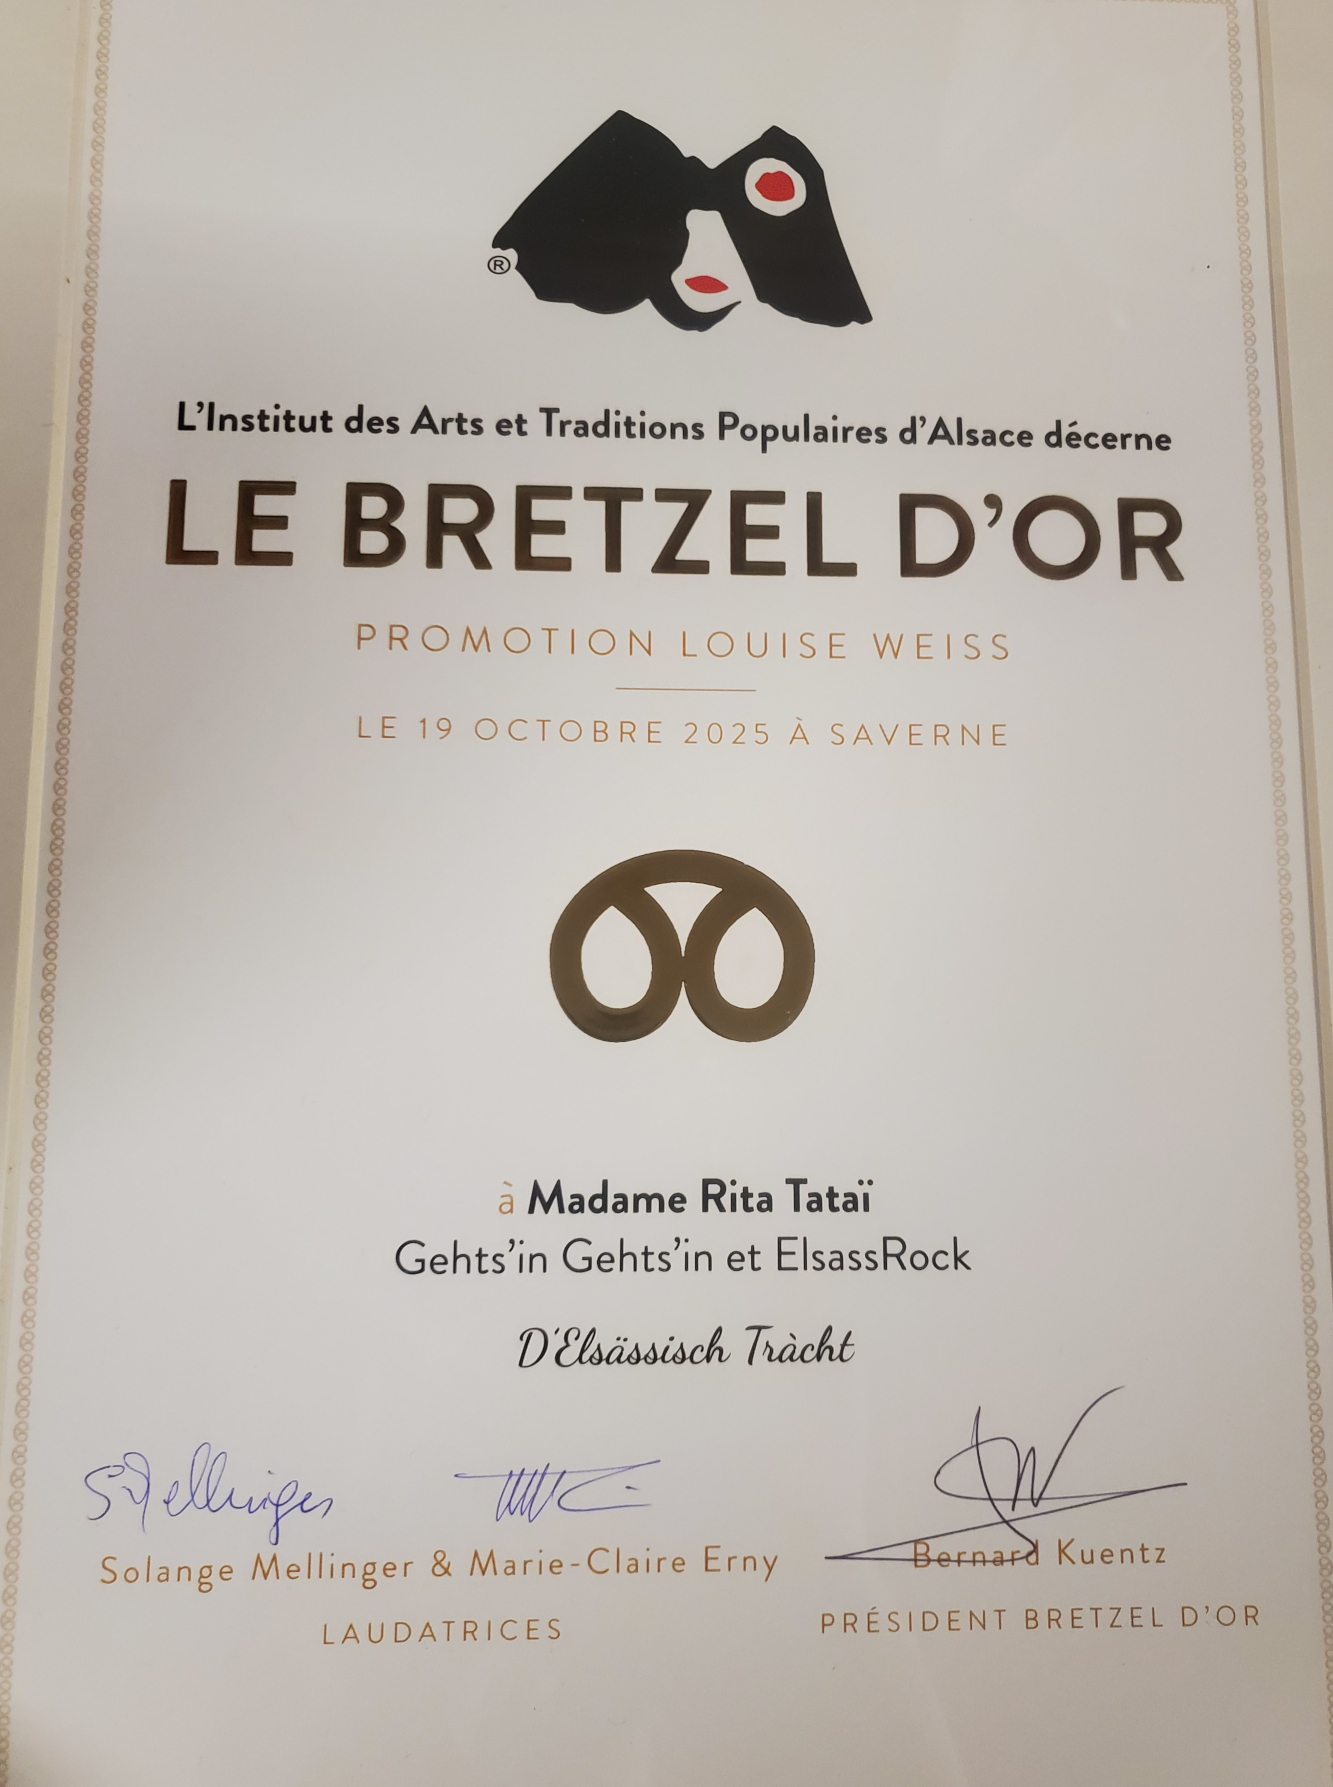 ®
L'Institut des Arts et Traditions Populaires d'Alsace décerne
LE BRETZEL D'OR
PROMOTION LOUISE WEISS
LE 19 OCTOBRE 2025 À SAVERNE
à Madame Rita Tataï
Gehts'in Gehts'in et ElsassRock
D'Elsässisch Tràcht
SMellinger
Solange Mellinger & Marie-Claire Erny
Bernard Kuentz
LAUDATRICES
PRÉSIDENT BRETZEL D'OR